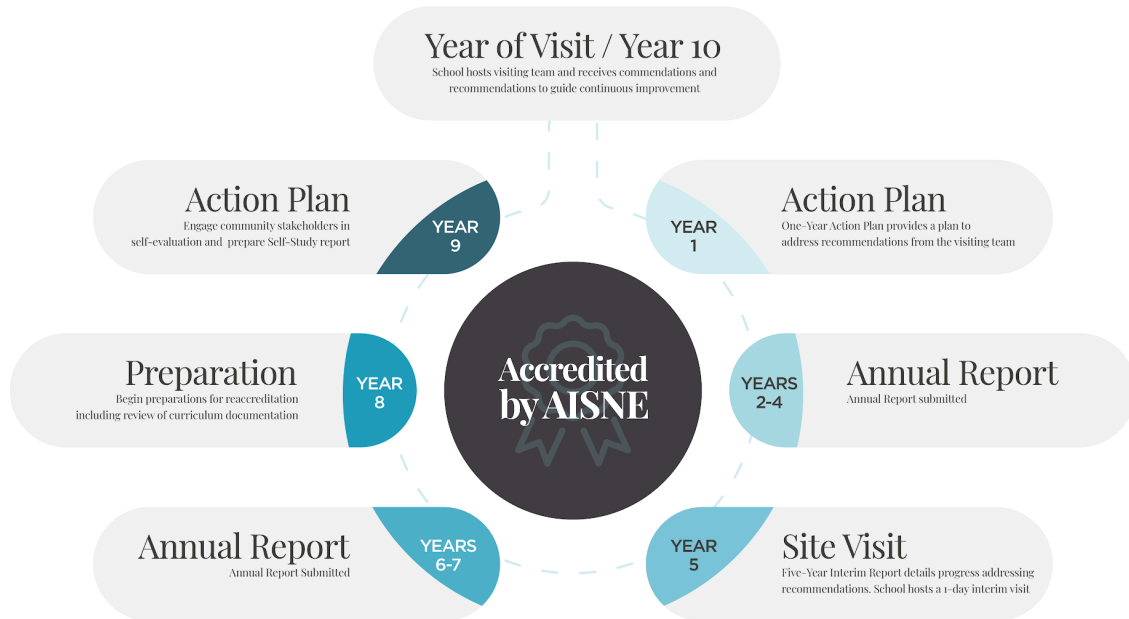 Year of Visit / Year 10
School hosts visiting team and receives commendations and
recommendations to guide continuous improvement
Action Plan
Engage community stakeholders in
self-evaluation and prepare Self-Study report
YEAR
9
YEAR
1
Action Plan
One-Year Action Plan provides a plan to
address recommendations from the visiting team
Preparation
Begin preparations for reaccreditation
including review of curriculum documentation
YEAR
8
Accredited
by AISNE
YEARS
2-4
Annual Report
Annual Report submitted
Annual Report
Annual Report Submitted
YEARS
6-7
YEAR
5
Site Visit
Five-Year Interim Report details progress addressing
recommendations. School hosts a 1-day interim visit